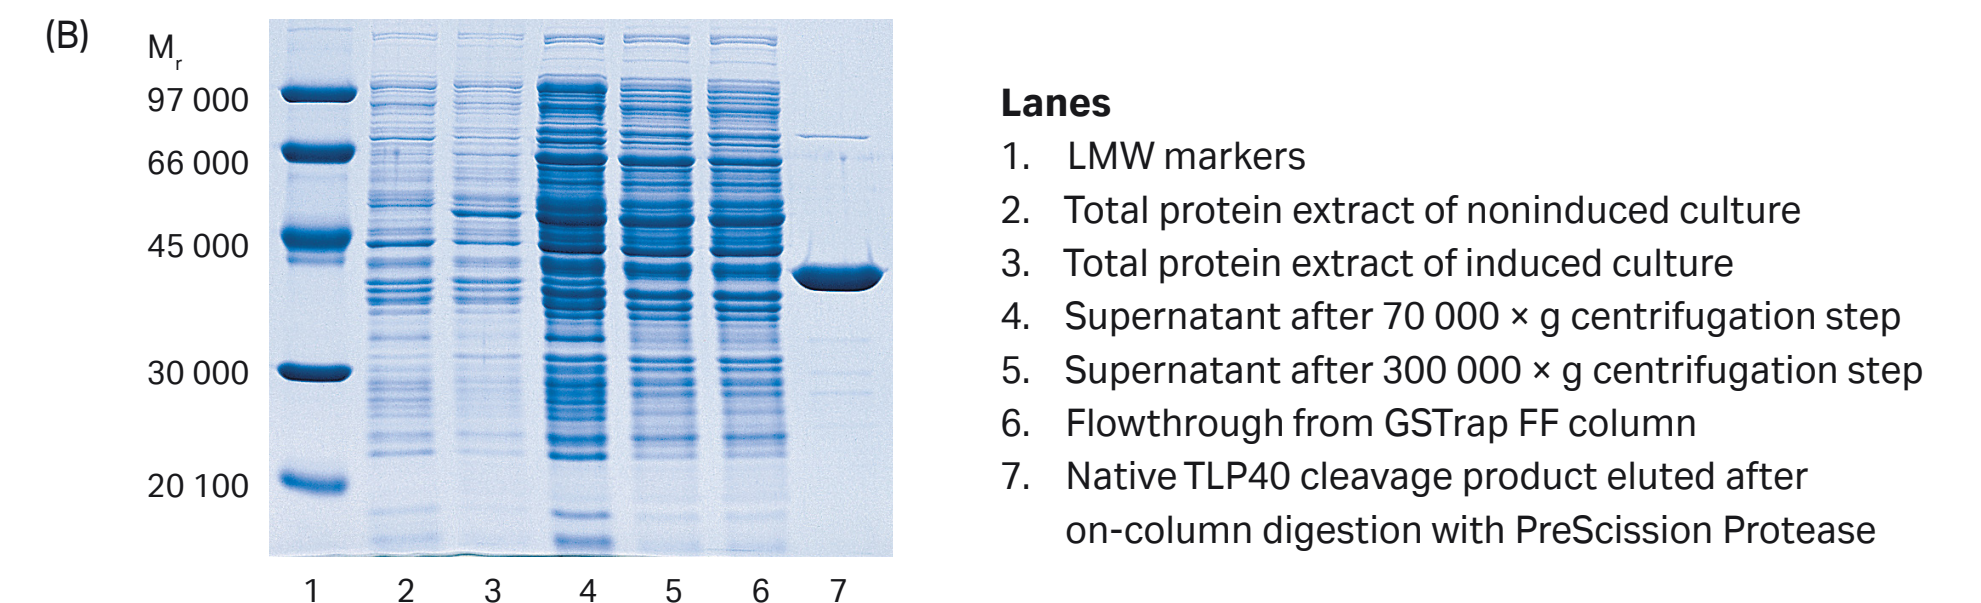 (B)
Mr
97 000
66 000
45 000
30 000
20 100
1 2 3 4 5 6 7
Lanes
1. LMW markers
2. Total protein extract of noninduced culture
3. Total protein extract of induced culture
4. Supernatant after 70 000 × g centrifugation step
5. Supernatant after 300 000 × g centrifugation step
6. Flowthrough from GSTrap FF column
7. Native TLP40 cleavage product eluted after
on-column digestion with PreScission Protease